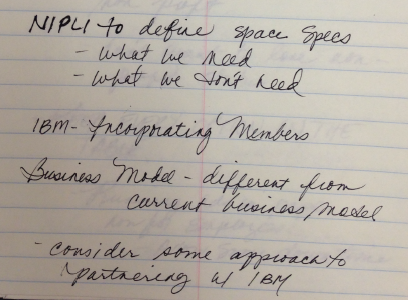 NIPLI to define space specs
- what we need
- what we don't need
IBM - Incorporating Members
Business Model - different from
current business model
- consider some approach to
partnering w/ IBM